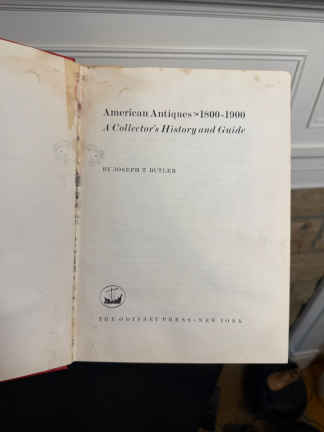 American Antiques · 1800-1900
A Collector's History and Guide
BY JOSEPH T. BUTLER
THE ODYSSEY PRESS · NEW YORK